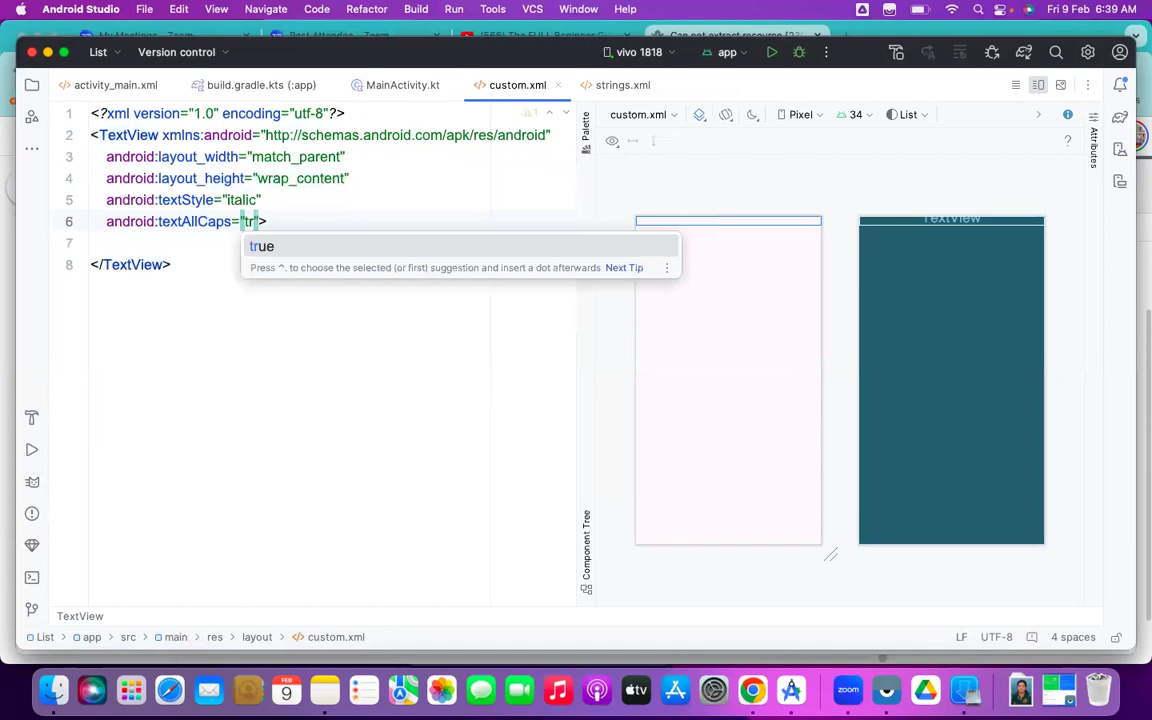 Android Studio File Edit View Navigate Code Refactor Build Run Tools VCS Window Help Fri 9 Feb 6:39 AM
List Version control vivo 1818 app
activity_main.xml build.gradle.kts (:app) MainActivity.kt custom.xml strings.xml
1 <?xml version="1.0" encoding="utf-8"?>
2 <TextView xmlns:android="http://schemas.android.com/apk/res/android"
3 android:layout_width="match_parent"
4 android:layout_height="wrap_content"
5 android:textStyle="italic"
6 android:textAllCaps="tr">
7
8 </TextView>
1
true
Press ^. to choose the selected (or first) suggestion and insert a dot afterwards Next Tip
Palette
custom.xml Pixel 34 List
?
TextView
Attributes
Component Tree
TextView
List > app > src > main > res > layout > custom.xml LF UTF-8 4 spaces
FEB
9
zoom